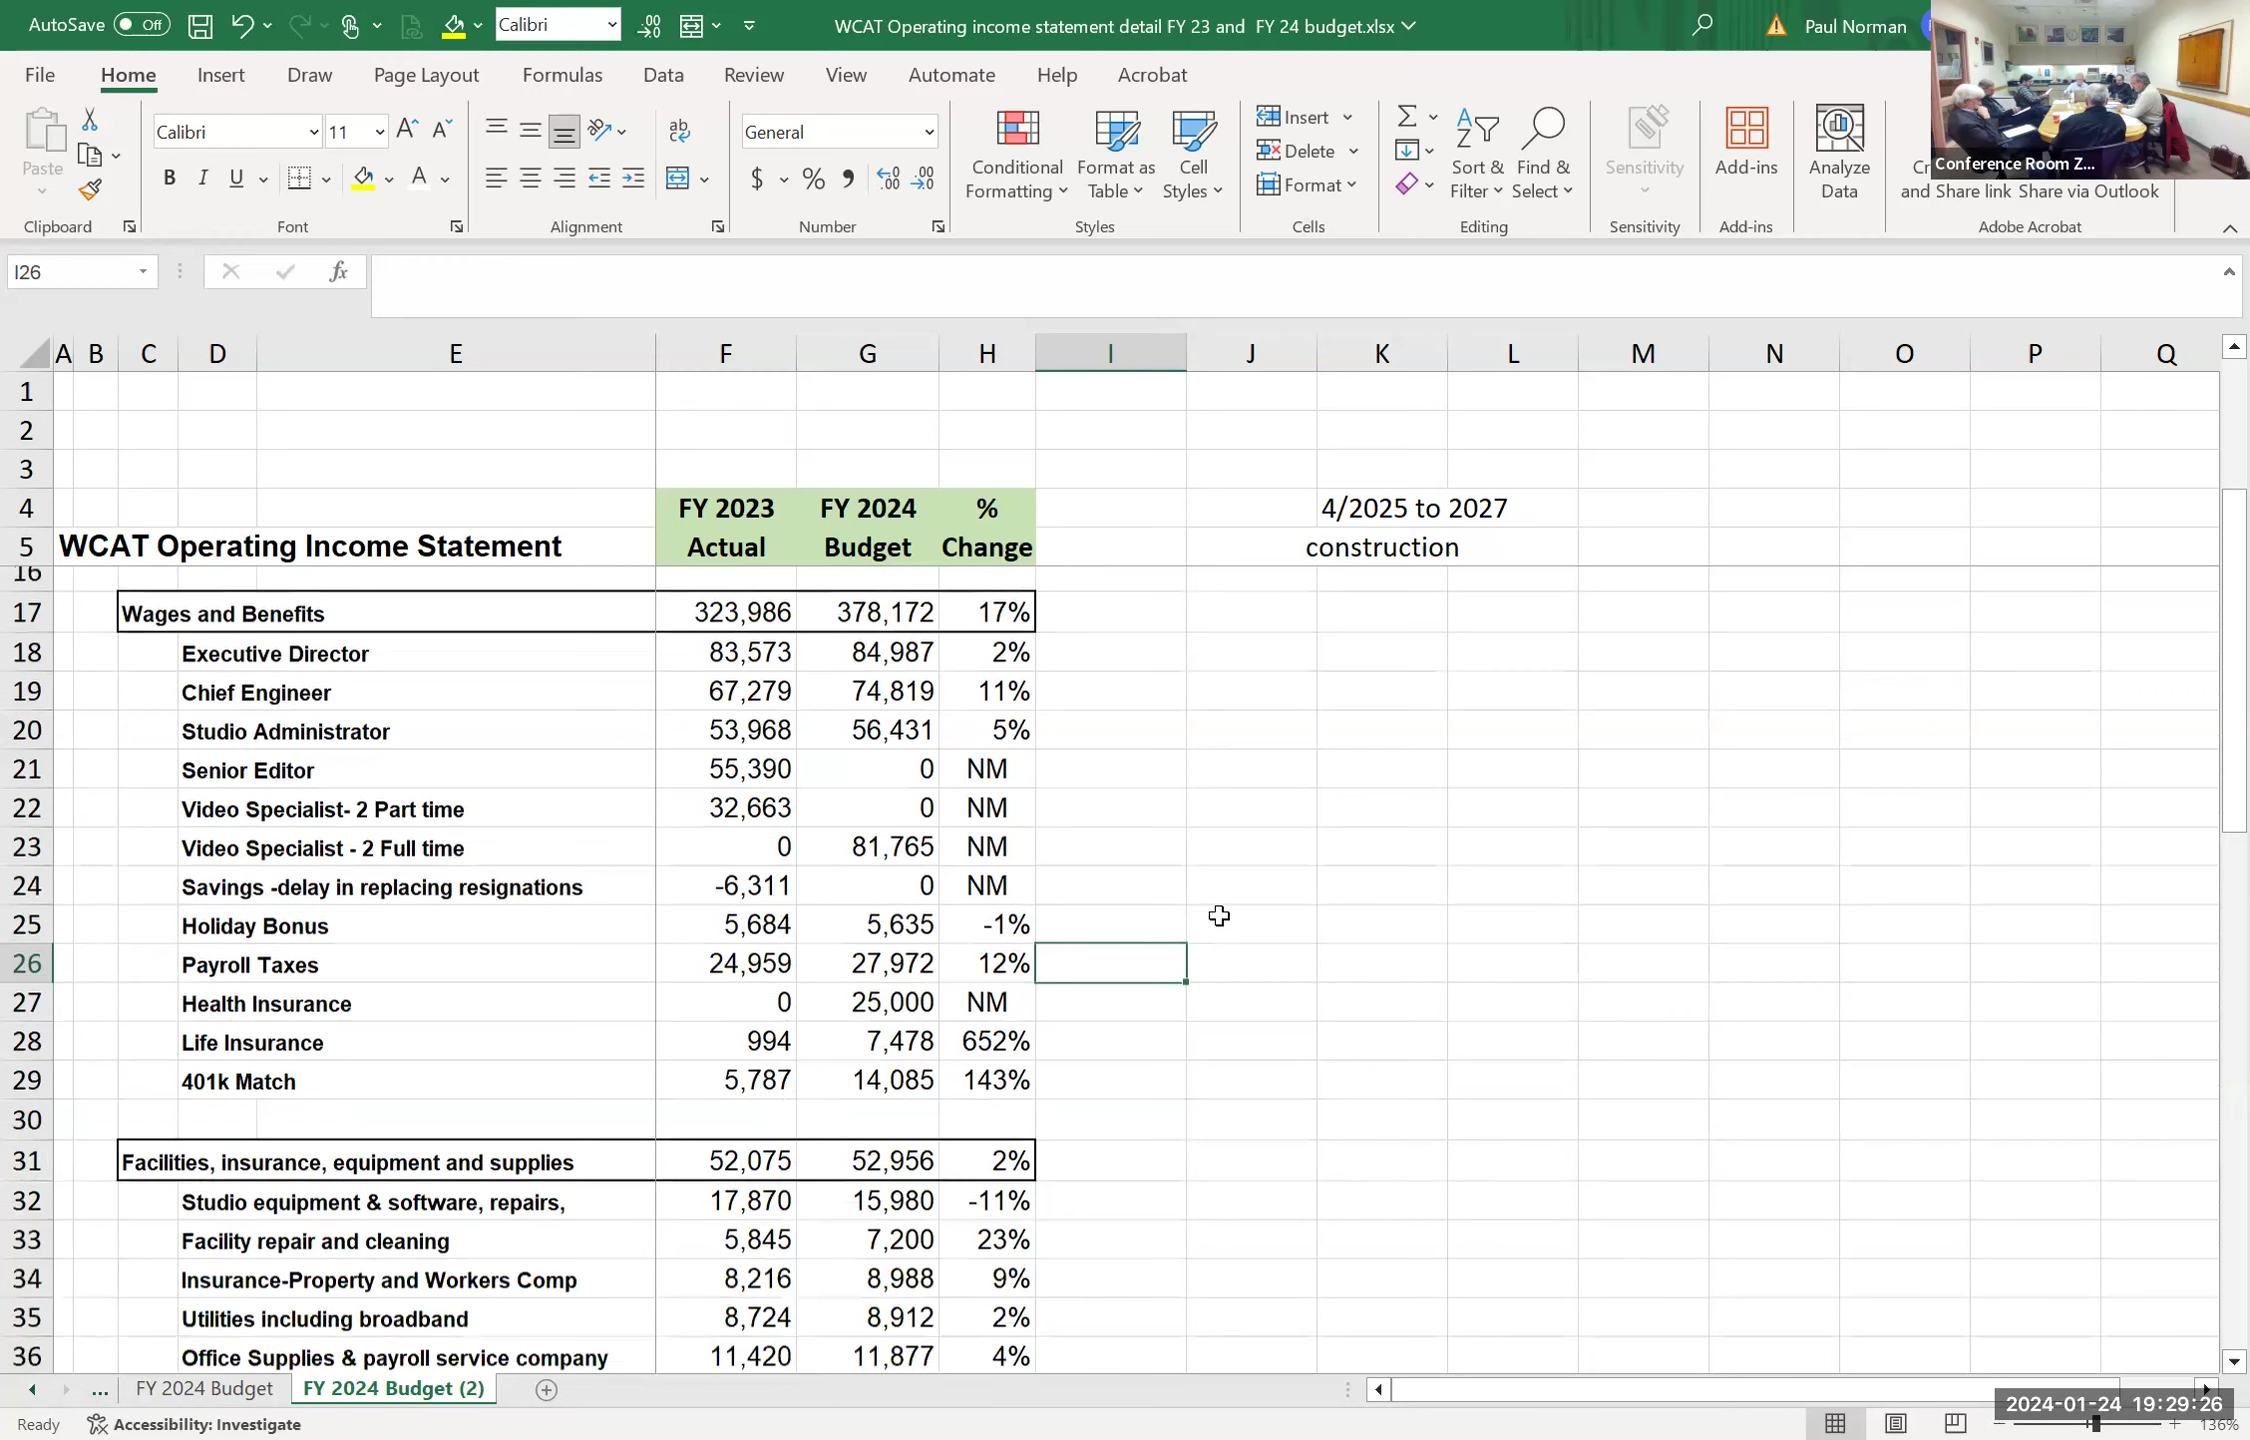 AutoSave Off Calibri WCAT Operating income statement detail FY 23 and FY 24 budget.xlsx Paul Norman
File Home Insert Draw Page Layout Formulas Data Review View Automate Help Acrobat
Paste Calibri 11 General Conditional Formatting Format as Table Cell Styles Insert Delete Format Sort & Filter Find & Select Sensitivity Add-ins Analyze Data
Conference Room Z...
and Share link Share via Outlook
Clipboard Font Alignment Number Styles Cells Editing Sensitivity Add-ins Adobe Acrobat
I26 fx
A B C D E F G H I J K L M N O P Q
1
2
3
4 FY 2023 FY 2024 % 4/2025 to 2027
5 WCAT Operating Income Statement Actual Budget Change construction
16
17 Wages and Benefits 323,986 378,172 17%
18 Executive Director 83,573 84,987 2%
19 Chief Engineer 67,279 74,819 11%
20 Studio Administrator 53,968 56,431 5%
21 Senior Editor 55,390 0 NM
22 Video Specialist- 2 Part time 32,663 0 NM
23 Video Specialist - 2 Full time 0 81,765 NM
24 Savings -delay in replacing resignations -6,311 0 NM
25 Holiday Bonus 5,684 5,635 -1%
26 Payroll Taxes 24,959 27,972 12%
27 Health Insurance 0 25,000 NM
28 Life Insurance 994 7,478 652%
29 401k Match 5,787 14,085 143%
30
31 Facilities, insurance, equipment and supplies 52,075 52,956 2%
32 Studio equipment & software, repairs, 17,870 15,980 -11%
33 Facility repair and cleaning 5,845 7,200 23%
34 Insurance-Property and Workers Comp 8,216 8,988 9%
35 Utilities including broadband 8,724 8,912 2%
36 Office Supplies & payroll service company 11,420 11,877 4%
... FY 2024 Budget FY 2024 Budget (2)
2024-01-24 19:29:26
Ready Accessibility: Investigate 136%